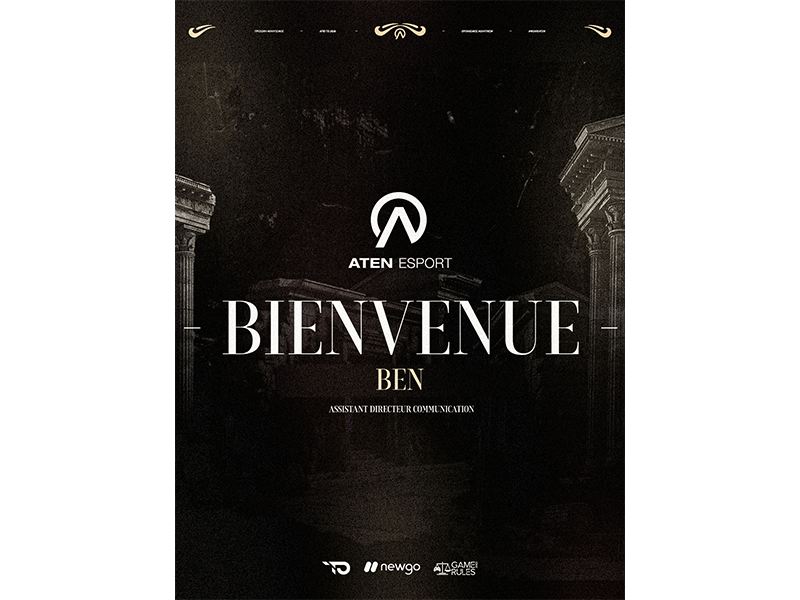 ATEN ESPORT
BIENVENUE
BEN
ASSISTANT DIRECTEUR COMMUNICATION
newgo
GAME
RULES